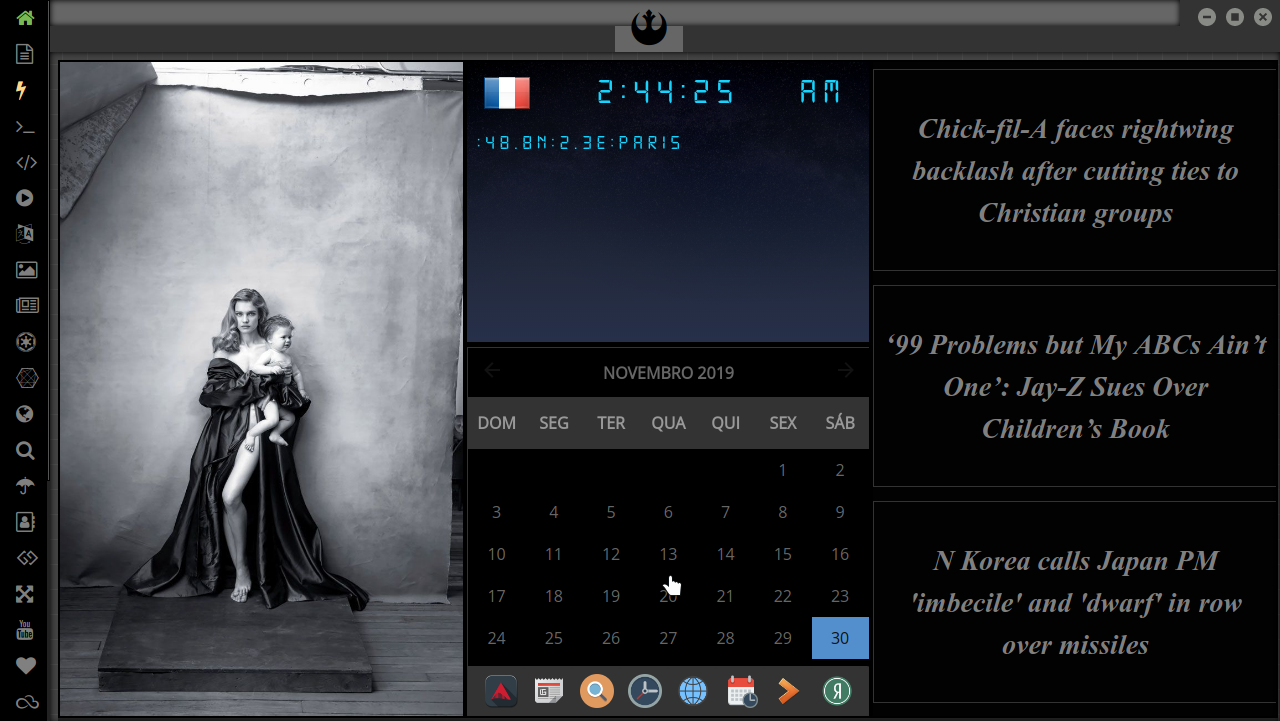 2:44:25 AM
:48.8N:2.3E:PARIS
NOVEMBRO 2019
DOM SEG TER QUA QUI SEX SÁB
1 2
3 4 5 6 7 8 9
10 11 12 13 14 15 16
17 18 19 20 21 22 23
24 25 26 27 28 29 30
Chick-fil-A faces rightwing
backlash after cutting ties to
Christian groups
‘99 Problems but My ABCs Ain’t
One’: Jay-Z Sues Over
Children’s Book
N Korea calls Japan PM
'imbecile' and 'dwarf' in row
over missiles
You
Tube
Я